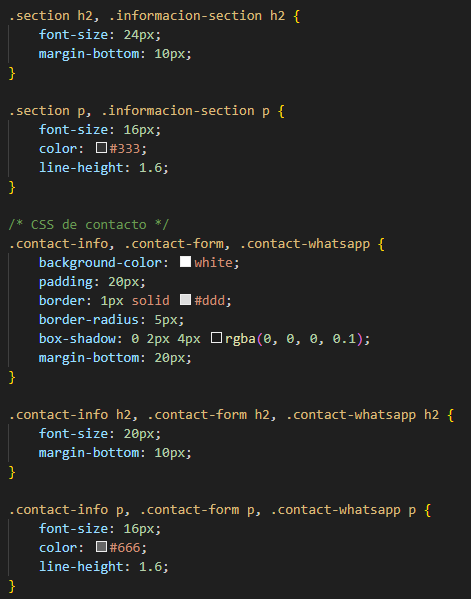 .section h2, .informacion-section h2 {
    font-size: 24px;
    margin-bottom: 10px;
}

.section p, .informacion-section p {
    font-size: 16px;
    color: #333;
    line-height: 1.6;
}

/* CSS de contacto */
.contact-info, .contact-form, .contact-whatsapp {
    background-color: white;
    padding: 20px;
    border: 1px solid #ddd;
    border-radius: 5px;
    box-shadow: 0 2px 4px rgba(0, 0, 0, 0.1);
    margin-bottom: 20px;
}

.contact-info h2, .contact-form h2, .contact-whatsapp h2 {
    font-size: 20px;
    margin-bottom: 10px;
}

.contact-info p, .contact-form p, .contact-whatsapp p {
    font-size: 16px;
    color: #666;
    line-height: 1.6;
}